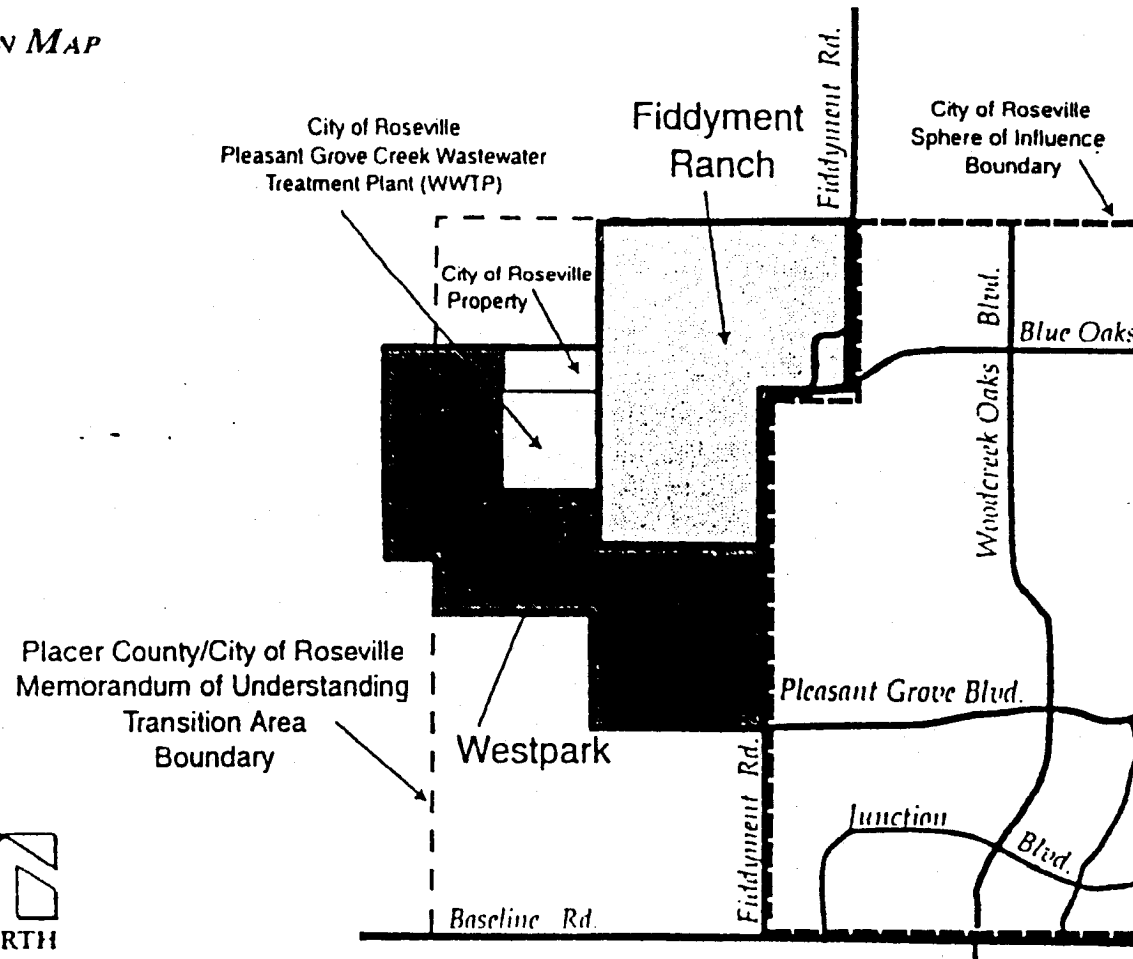 N MAP
City of Roseville
Pleasant Grove Creek Wastewater
Treatment Plant (WWTP)
Fiddyment
Ranch
Fiddyment Rd.
City of Roseville
Sphere of Influence
Boundary
City of Roseville
Property
Woodcreek Oaks Blvd.
Blue Oaks
Placer County/City of Roseville
Memorandum of Understanding
Transition Area
Boundary
Westpark
Pleasant Grove Blvd.
Fiddyment Rd.
Junction Blvd.
Baseline Rd.
RTH